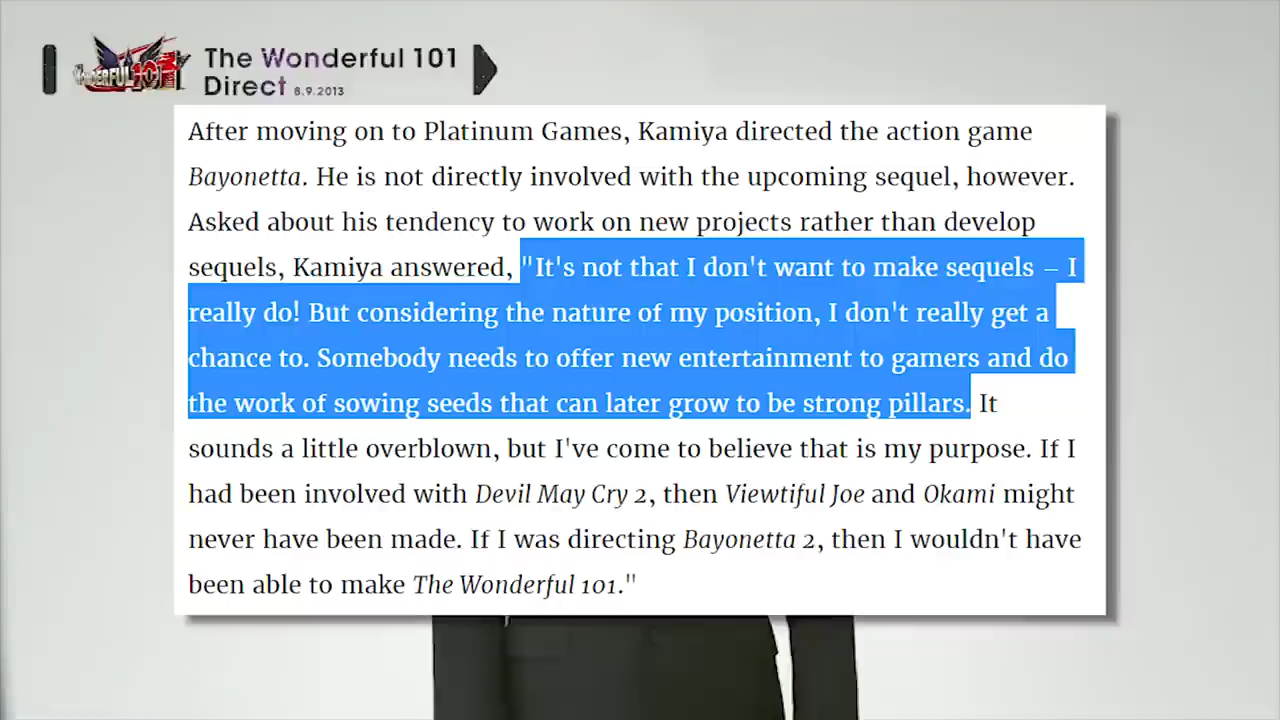 WONDERFUL 101
The Wonderful 101
Direct 8.9.2013
After moving on to Platinum Games, Kamiya directed the action game
Bayonetta. He is not directly involved with the upcoming sequel, however.
Asked about his tendency to work on new projects rather than develop
sequels, Kamiya answered, "It's not that I don't want to make sequels – I
really do! But considering the nature of my position, I don't really get a
chance to. Somebody needs to offer new entertainment to gamers and do
the work of sowing seeds that can later grow to be strong pillars. It
sounds a little overblown, but I've come to believe that is my purpose. If I
had been involved with Devil May Cry 2, then Viewtiful Joe and Okami might
never have been made. If I was directing Bayonetta 2, then I wouldn't have
been able to make The Wonderful 101."